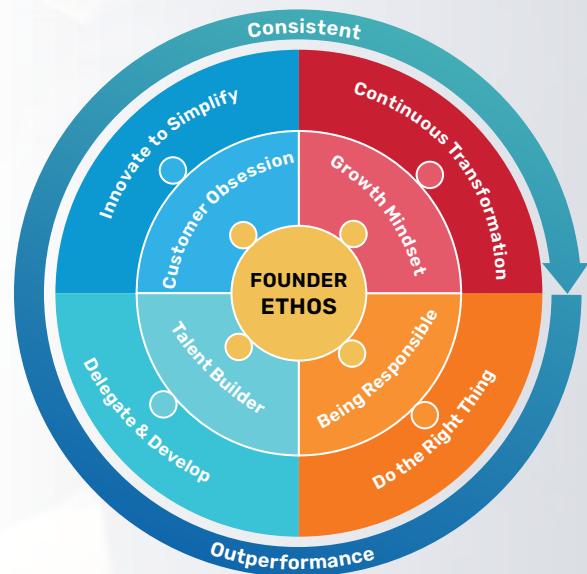 Consistent
Innovate to Simplify
Continuous Transformation
Customer Obsession
Growth Mindset
FOUNDER
ETHOS
Talent Builder
Being Responsible
Delegate & Develop
Do the Right Thing
Outperformance